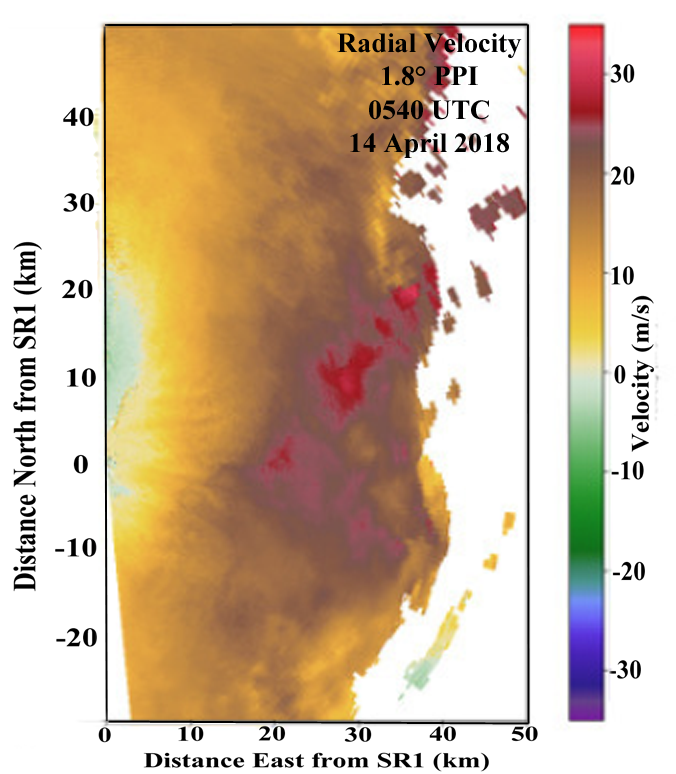 Radial Velocity
1.8° PPI
0540 UTC
14 April 2018
40
30
20
10
0
-10
-20
Distance North from SR1 (km)
0 10 20 30 40 50
Distance East from SR1 (km)
30
20
10
0
-10
-20
-30
Velocity (m/s)